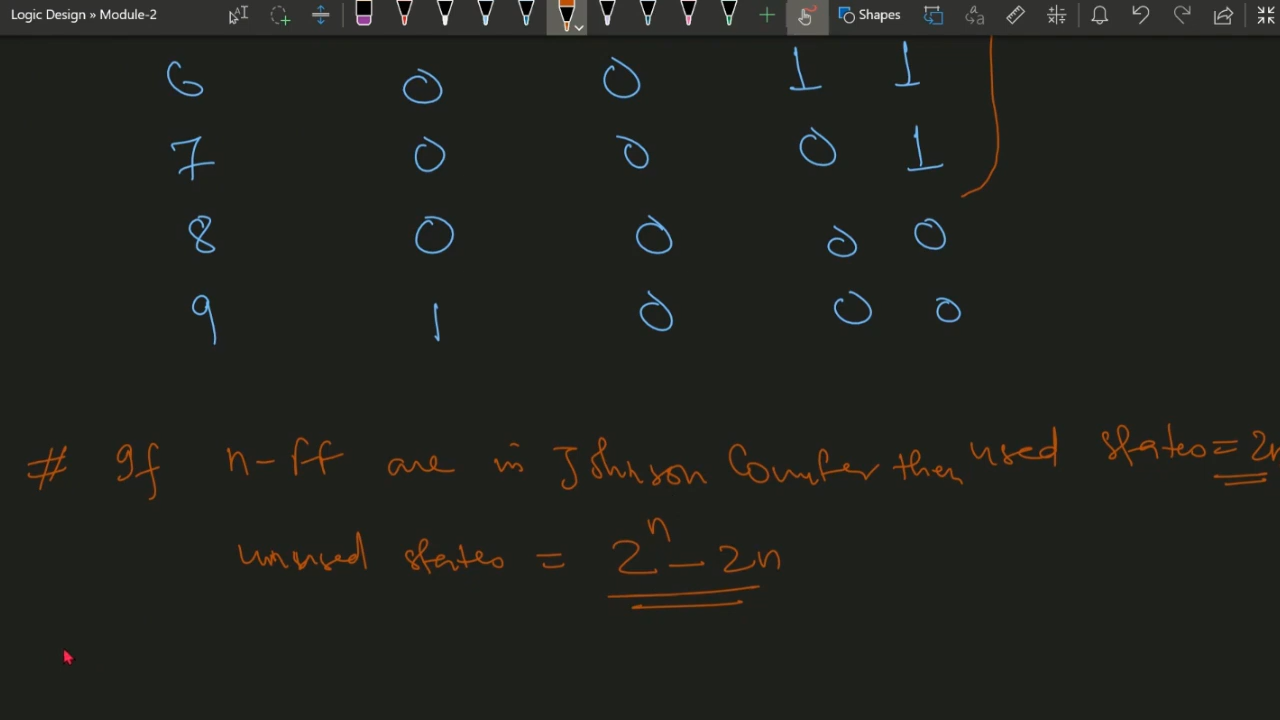 Logic Design » Module-2 Shapes
6 0 0 1 1
7 0 0 0 1
8 0 0 0 0
9 1 0 0 0
# If n-ff are in Johnson Counter then used states = 2n
unused states = 2^n - 2n